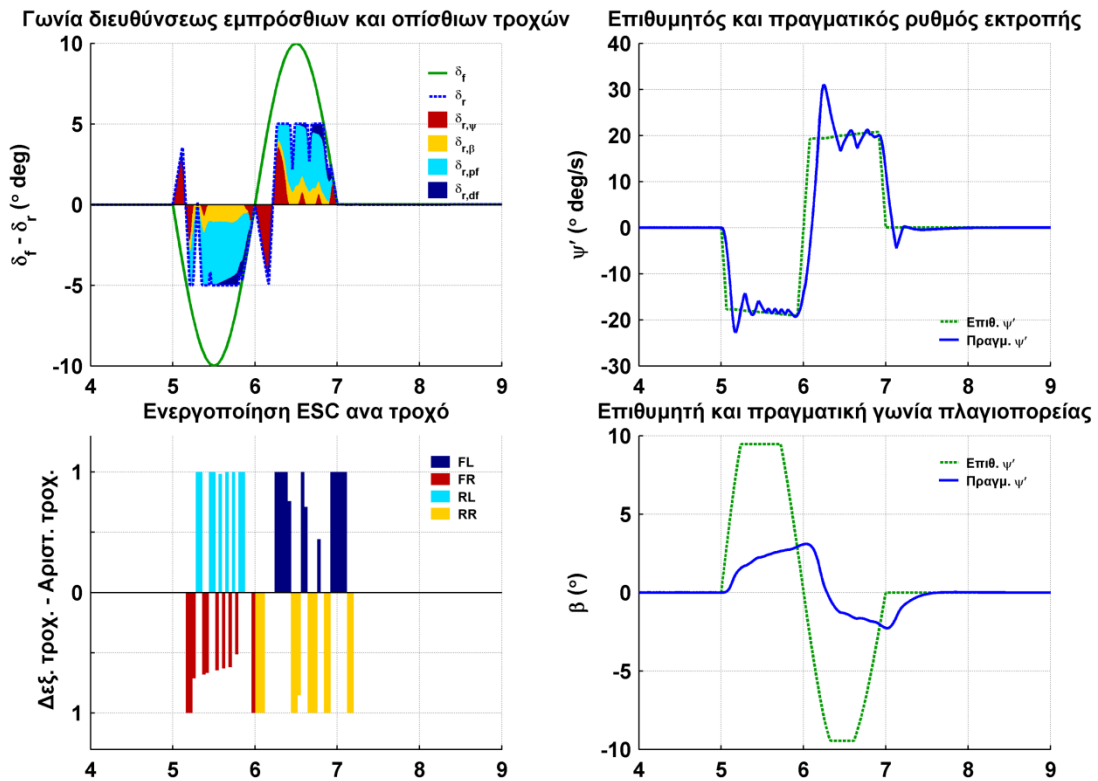 Γωνία διευθύνσεως εμπρόσθιων και οπίσθιων τροχών
10
5
0
-5
-10
δf - δr (° deg)
δf
δr
δr,ψ
δr,β
δr,pf
δr,df
4 5 6 7 8 9
Επιθυμητός και πραγματικός ρυθμός εκτροπής
40
30
20
10
0
-10
-20
-30
ψ' (° deg/s)
Επιθ. ψ'
Πραγμ. ψ'
4 5 6 7 8 9
Ενεργοποίηση ESC ανα τροχό
1
0
1
Δεξ. τροχ. - Αριστ. τροχ.
FL
FR
RL
RR
4 5 6 7 8 9
Επιθυμητή και πραγματική γωνία πλαγιοπορείας
10
5
0
-5
-10
β (°)
Επιθ. ψ'
Πραγμ. ψ'
4 5 6 7 8 9